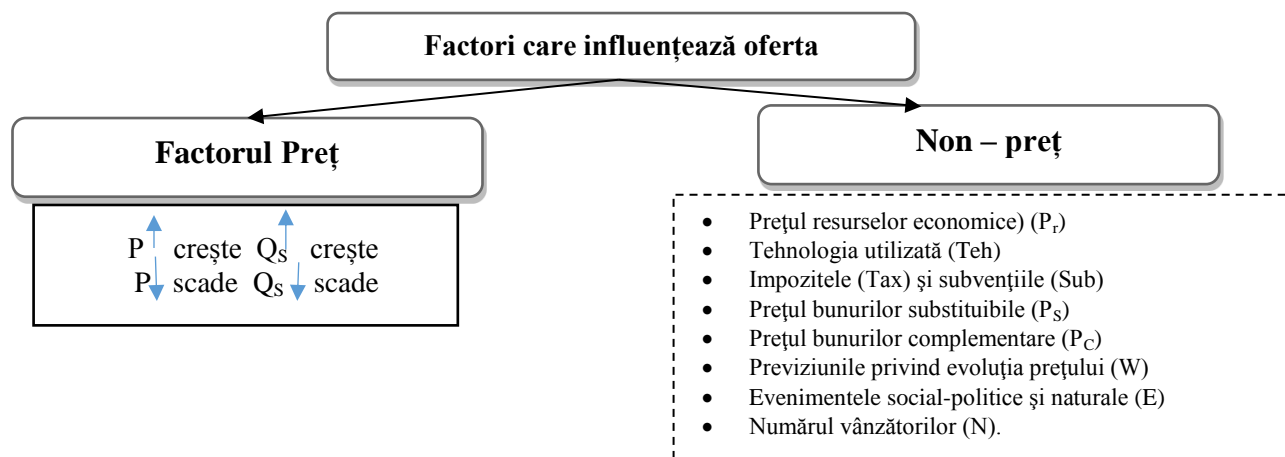 Factori care influențează oferta
Factorul Preț
P crește Qs crește
P scade Qs scade
Non – preț
• Preţul resurselor economice) (Pr)
• Tehnologia utilizată (Teh)
• Impozitele (Tax) şi subvenţiile (Sub)
• Preţul bunurilor substituibile (PS)
• Preţul bunurilor complementare (PC)
• Previziunile privind evoluţia preţului (W)
• Evenimentele social-politice şi naturale (E)
• Numărul vânzătorilor (N).